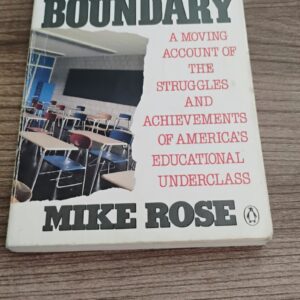 BOUNDARY
A MOVING
ACCOUNT OF
THE
STRUGGLES
AND
ACHIEVEMENTS
OF AMERICA'S
EDUCATIONAL
UNDERCLASS
MIKE ROSE